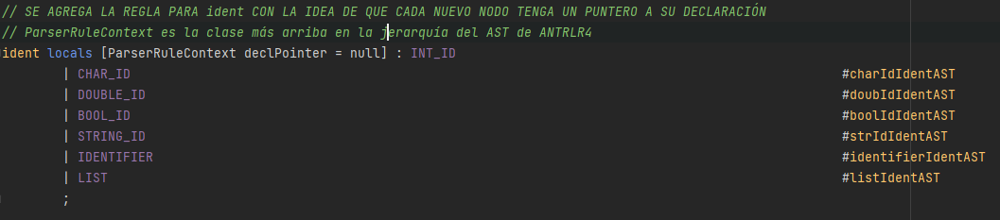 // SE AGREGA LA REGLA PARA ident CON LA IDEA DE QUE CADA NUEVO NODO TENGA UN PUNTERO A SU DECLARACIÓN
// ParserRuleContext es la clase más arriba en la jerarquía del AST de ANTRLR4
ident locals [ParserRuleContext declPointer = null] : INT_ID
| CHAR_ID #charIdIdentAST
| DOUBLE_ID #doubIdIdentAST
| BOOL_ID #boolIdIdentAST
| STRING_ID #strIdIdentAST
| IDENTIFIER #identifierIdentAST
| LIST #listIdentAST
;